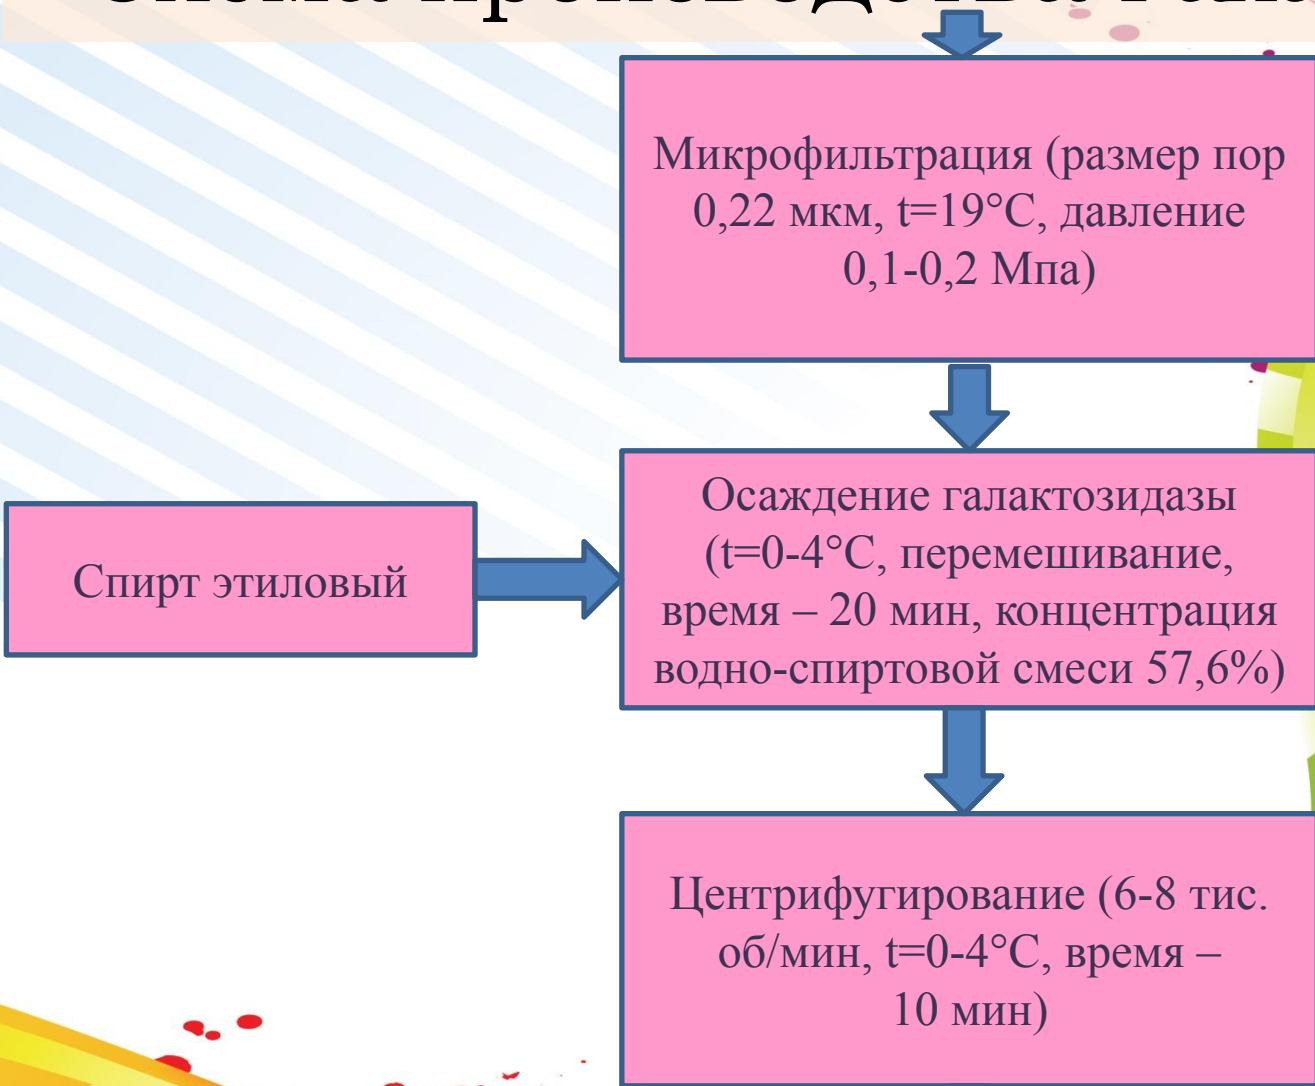 Микрофильтрация (размер пор
0,22 мкм, t=19°C, давление
0,1-0,2 Мпа)
Осаждение галактозидазы
(t=0-4°C, перемешивание,
время – 20 мин, концентрация
водно-спиртовой смеси 57,6%)
Спирт этиловый
Центрифугирование (6-8 тис.
об/мин, t=0-4°C, время –
10 мин)